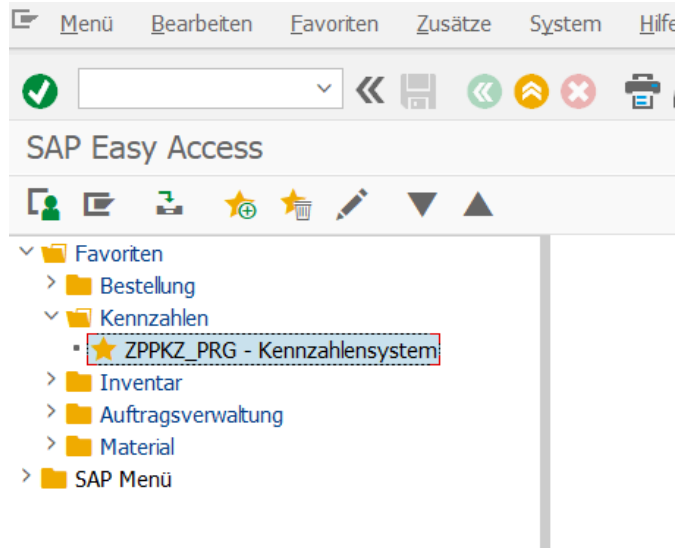 Menü Bearbeiten Favoriten Zusätze System Hilfe
SAP Easy Access
Favoriten
Bestellung
Kennzahlen
ZPPKZ_PRG - Kennzahlensystem
Inventar
Auftragsverwaltung
Material
SAP Menü